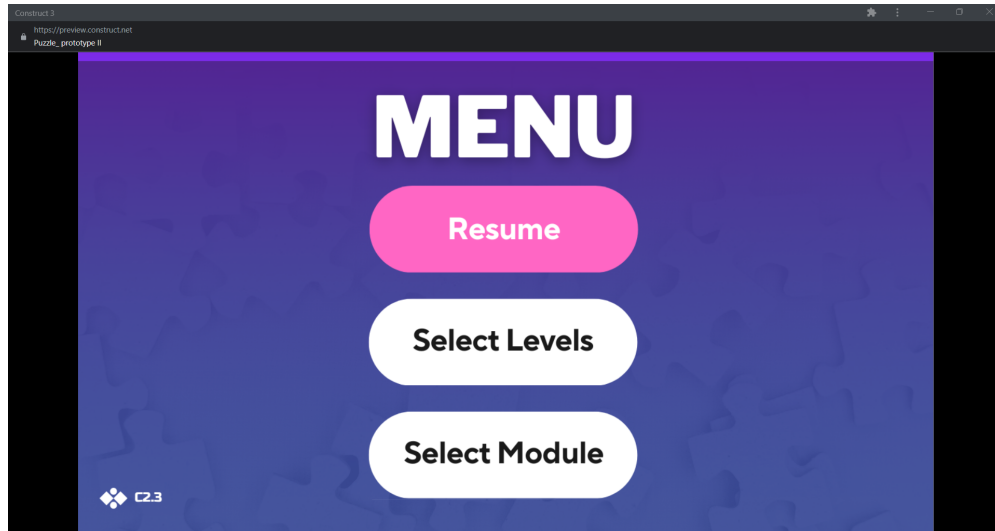 Construct 3
https://preview.construct.net
Puzzle_ prototype II
MENU
Resume
Select Levels
Select Module
C2.3